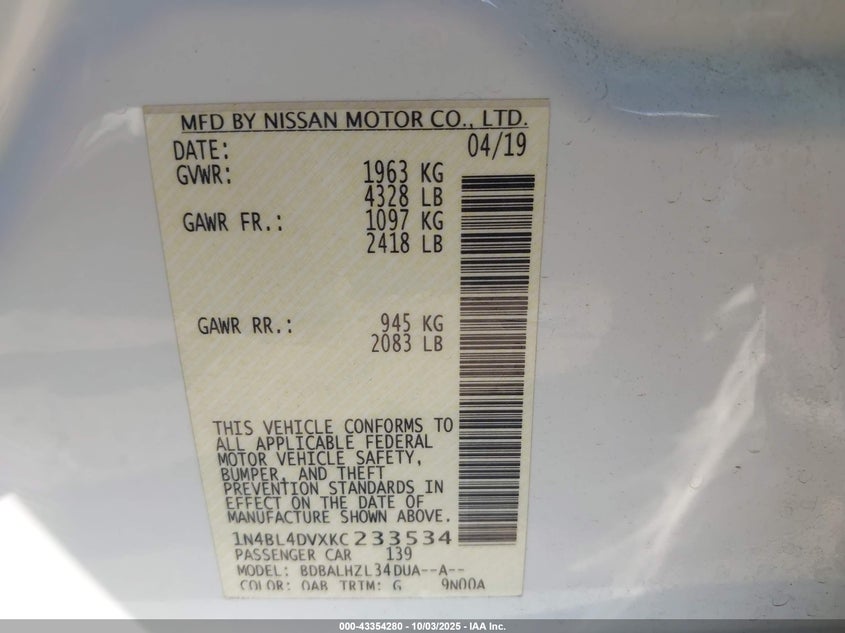 MFD BY NISSAN MOTOR CO., LTD.
DATE: 04/19
GVWR: 1963 KG
4328 LB
GAWR FR.: 1097 KG
2418 LB
GAWR RR.: 945 KG
2083 LB
THIS VEHICLE CONFORMS TO
ALL APPLICABLE FEDERAL
MOTOR VEHICLE SAFETY,
BUMPER, AND THEFT
PREVENTION STANDARDS IN
EFFECT ON THE DATE OF
MANUFACTURE SHOWN ABOVE.
1N4BL4DVXKC233534
PASSENGER CAR 139
MODEL: BDBALHZL34DUA--A--
COLOR: QAB TRIM: G 9N00A
000-43354280 - 10/03/2025 - IAA Inc.